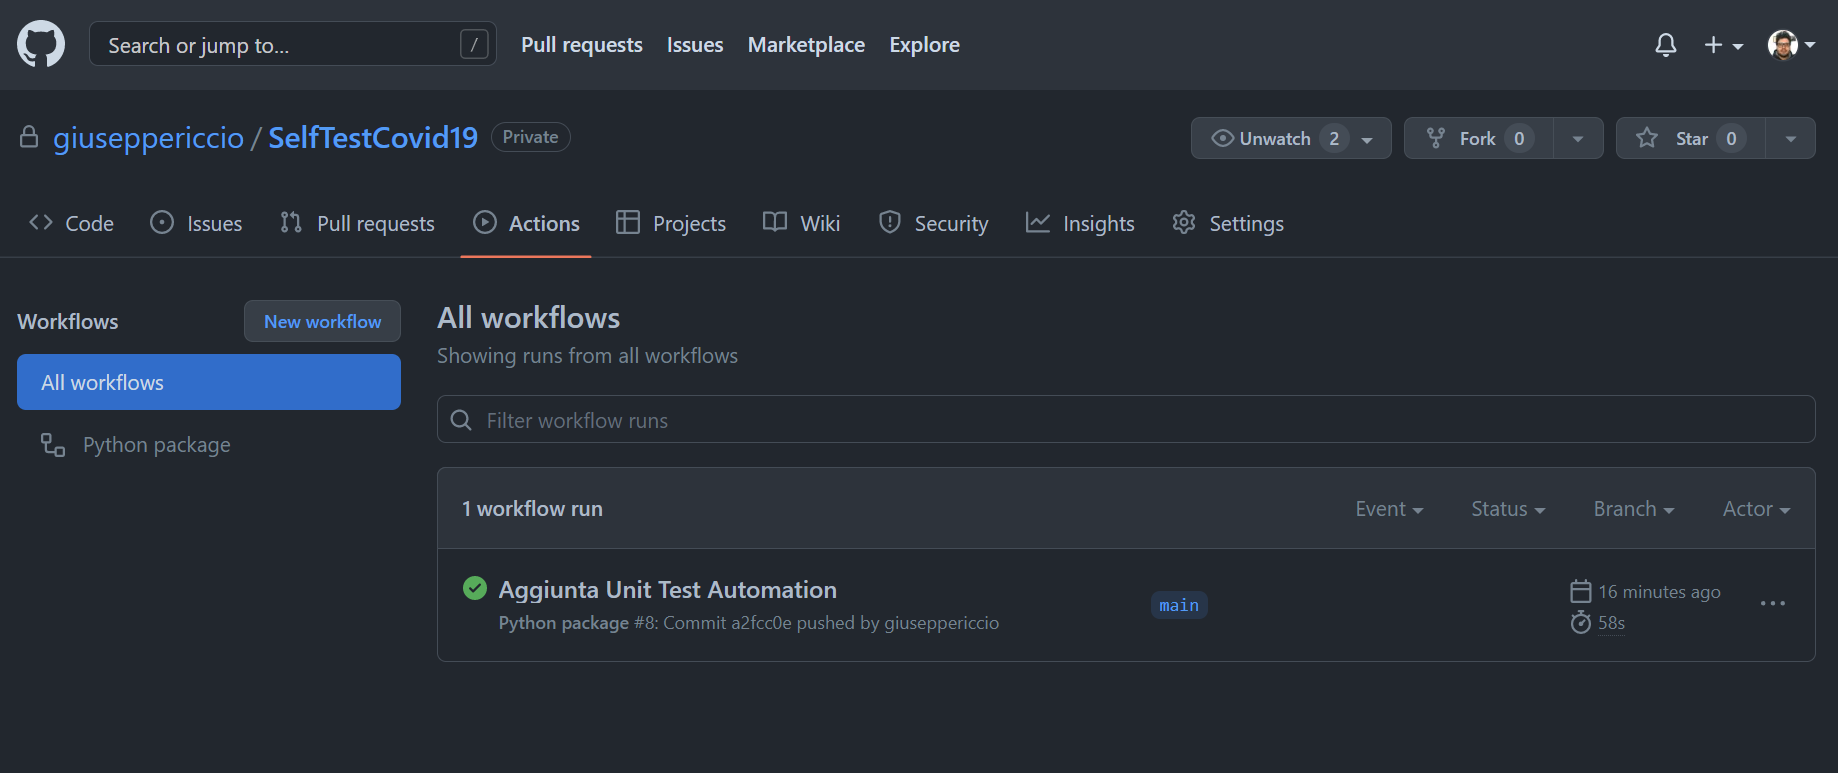 Search or jump to... / Pull requests Issues Marketplace Explore
giuseppericcio / SelfTestCovid19 Private Unwatch 2 Fork 0 Star 0
Code Issues Pull requests Actions Projects Wiki Security Insights Settings
Workflows New workflow
All workflows
Python package
All workflows
Showing runs from all workflows
Filter workflow runs
1 workflow run Event Status Branch Actor
Aggiunta Unit Test Automation
Python package #8: Commit a2fcc0e pushed by giuseppericcio
main
16 minutes ago
58s